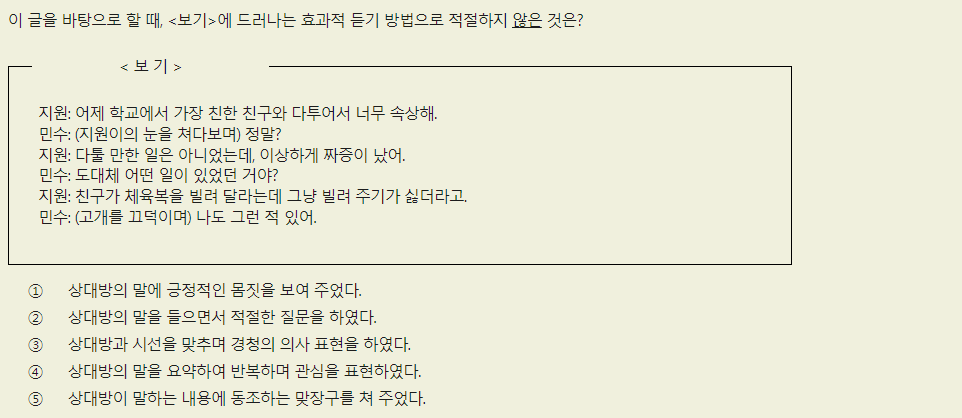 이 글을 바탕으로 할 때, <보기>에 드러나는 효과적 듣기 방법으로 적절하지 않은 것은?
< 보 기 >
지원: 어제 학교에서 가장 친한 친구와 다투어서 너무 속상해.
민수: (지원이의 눈을 쳐다보며) 정말?
지원: 다툴 만한 일은 아니었는데, 이상하게 짜증이 났어.
민수: 도대체 어떤 일이 있었던 거야?
지원: 친구가 체육복을 빌려 달라는데 그냥 빌려 주기가 싫더라고.
민수: (고개를 끄덕이며) 나도 그런 적 있어.
① 상대방의 말에 긍정적인 몸짓을 보여 주었다.
② 상대방의 말을 들으면서 적절한 질문을 하였다.
③ 상대방과 시선을 맞추며 경청의 의사 표현을 하였다.
④ 상대방의 말을 요약하여 반복하며 관심을 표현하였다.
⑤ 상대방이 말하는 내용에 동조하는 맞장구를 쳐 주었다.